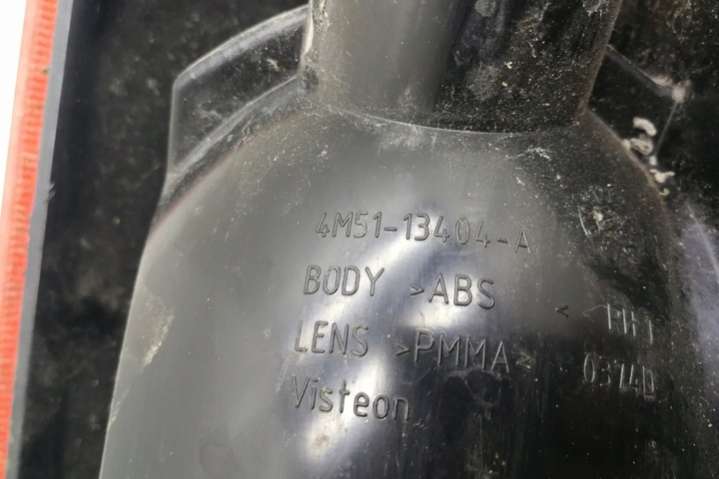 4M51-13404-A
BODY >ABS <
LENS >PMMA<
Visteon